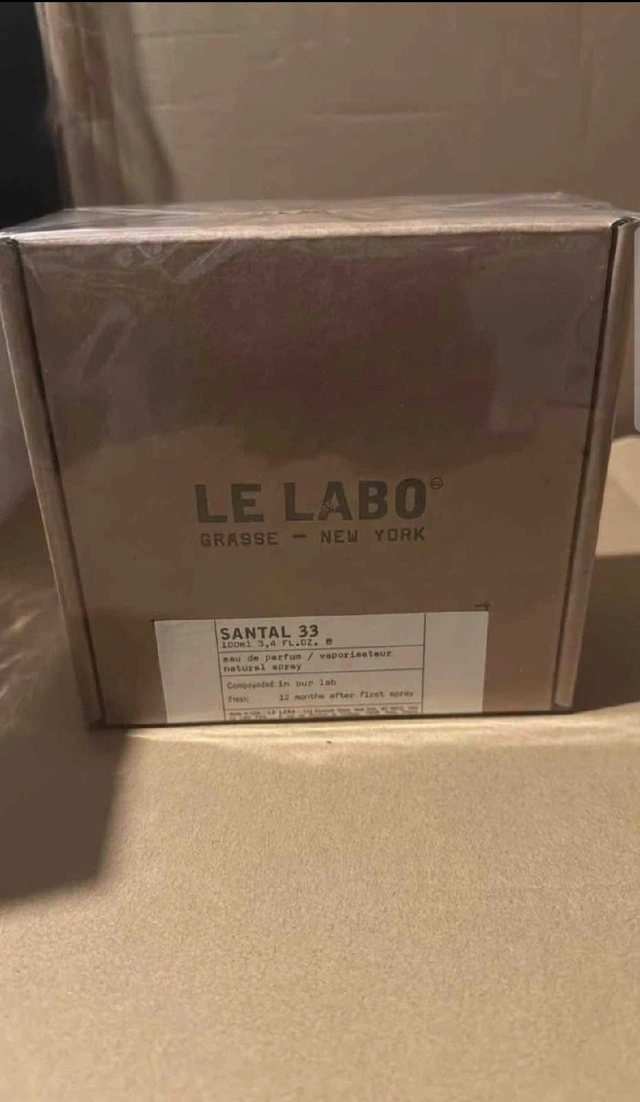 LE LABO®
GRASSE — NEW YORK
SANTAL 33
100ml 3,4 FL.OZ. ℮
eau de parfum / vaporisateur
natural spray
Compounded in our lab
Fresh 12 months after first spray